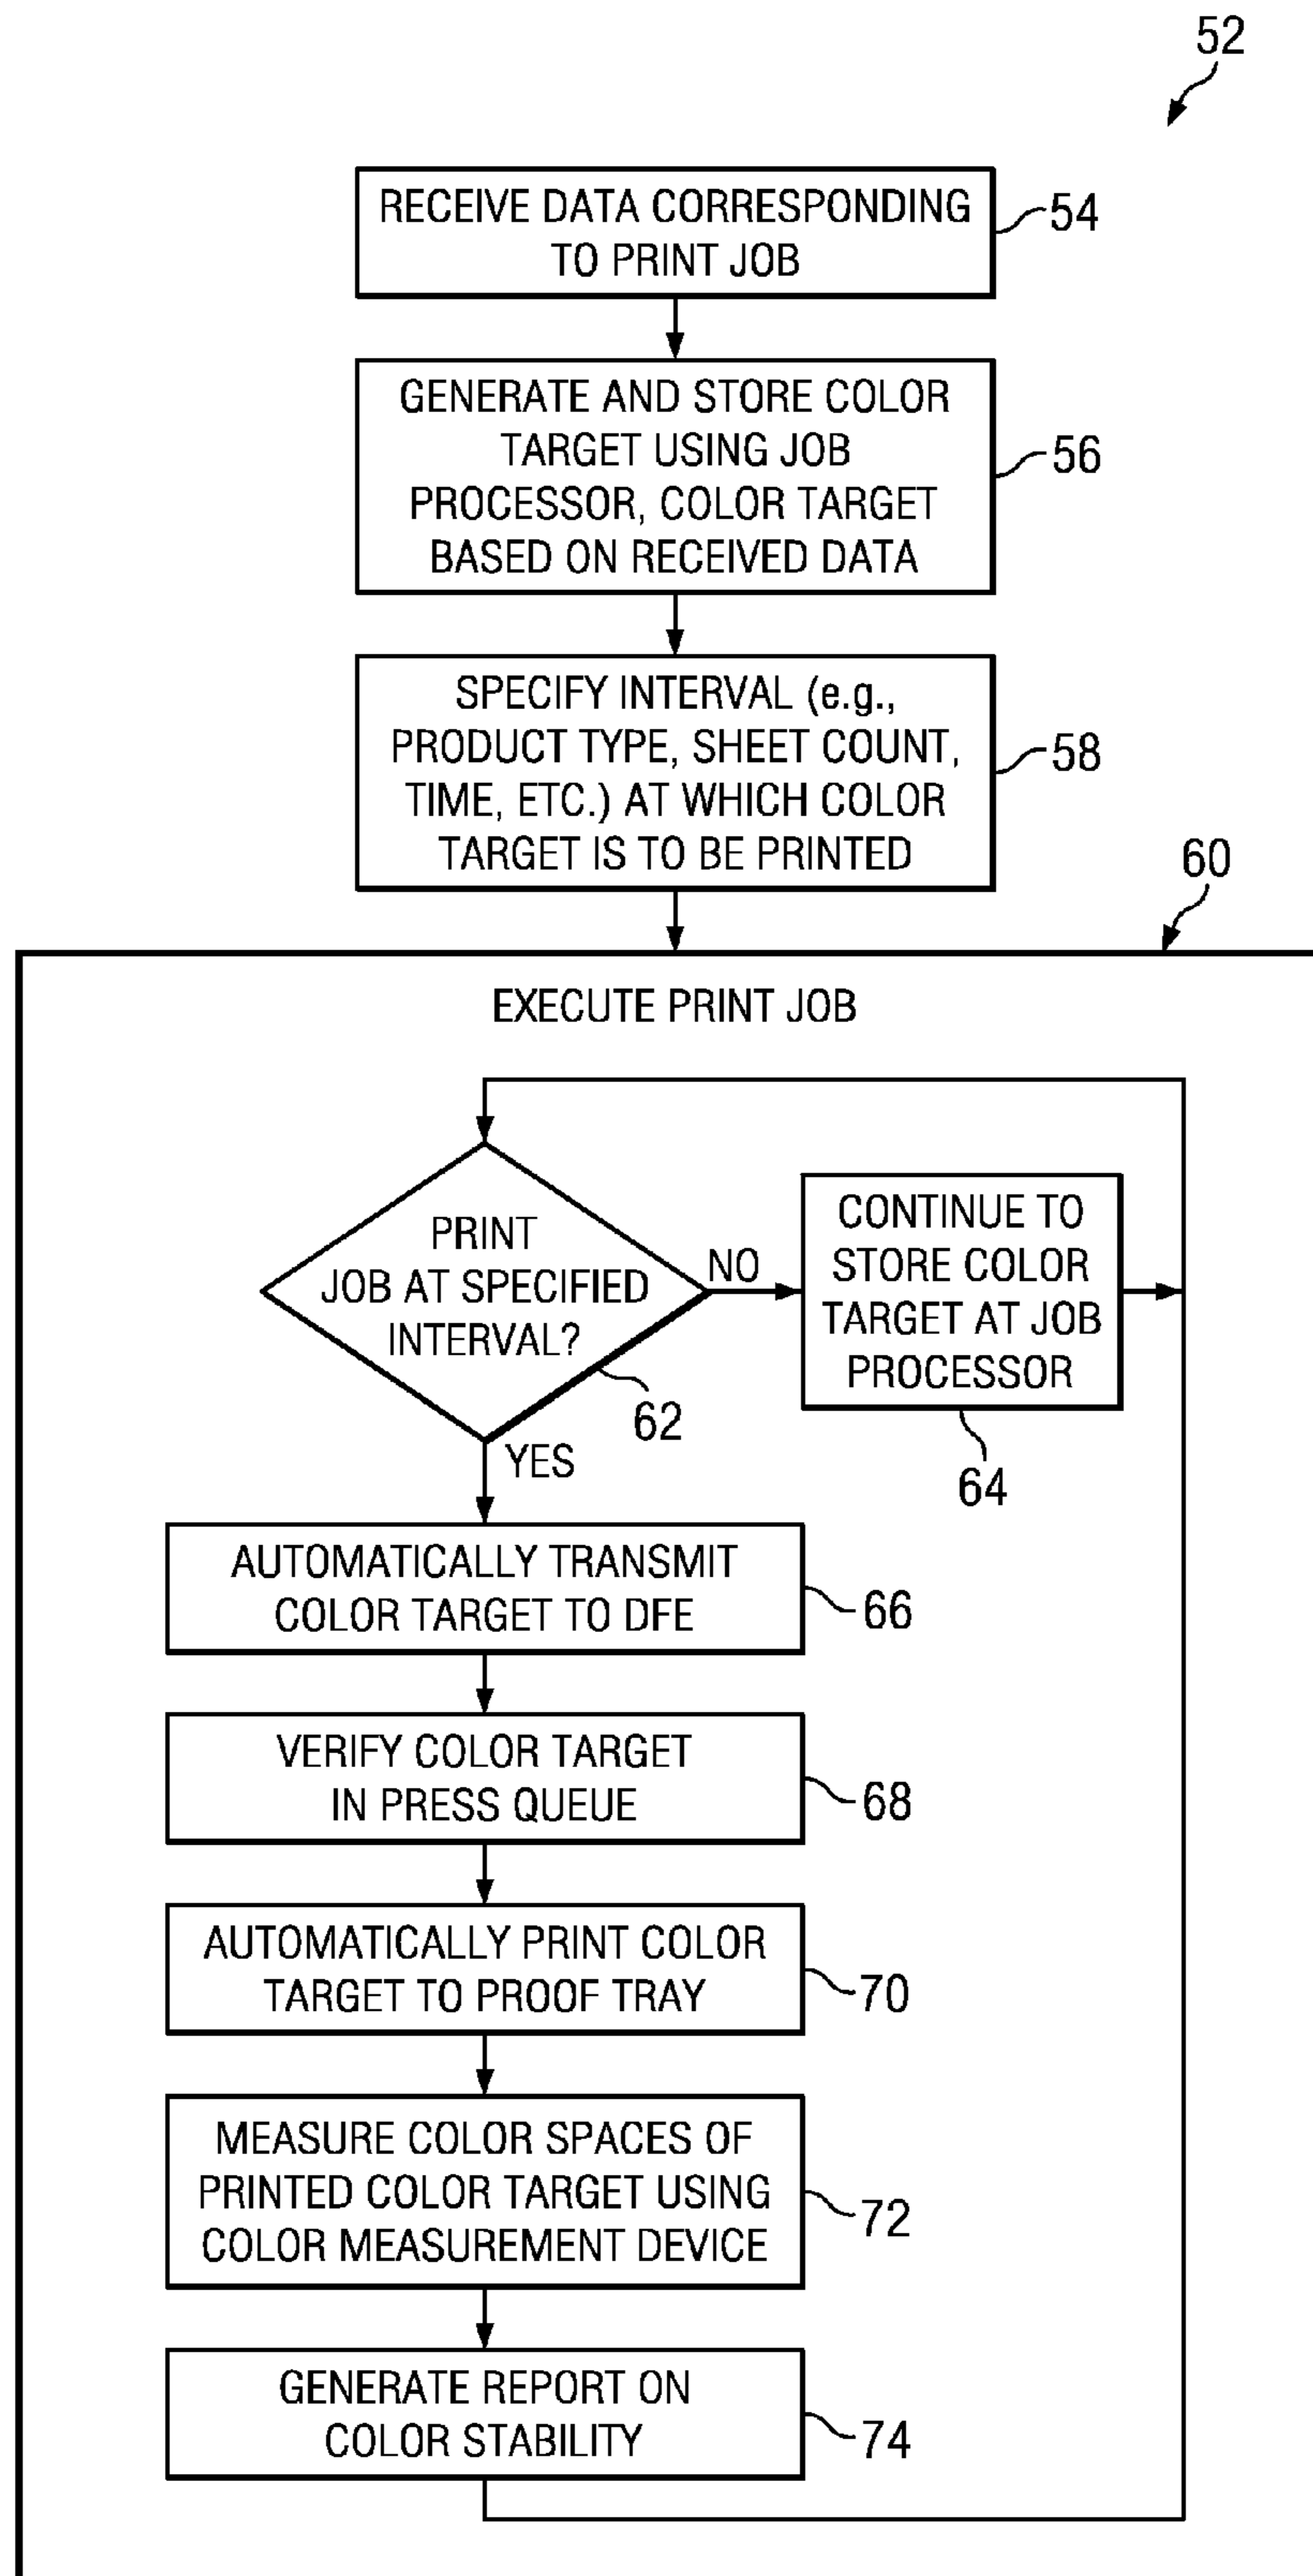 52
RECEIVE DATA CORRESPONDING
TO PRINT JOB
54
GENERATE AND STORE COLOR
TARGET USING JOB
PROCESSOR, COLOR TARGET
BASED ON RECEIVED DATA
56
SPECIFY INTERVAL (e.g.,
PRODUCT TYPE, SHEET COUNT,
TIME, ETC.) AT WHICH COLOR
TARGET IS TO BE PRINTED
58
60
EXECUTE PRINT JOB
PRINT
JOB AT SPECIFIED
INTERVAL?
62
NO
CONTINUE TO
STORE COLOR
TARGET AT JOB
PROCESSOR
64
YES
AUTOMATICALLY TRANSMIT
COLOR TARGET TO DFE
66
VERIFY COLOR TARGET
IN PRESS QUEUE
68
AUTOMATICALLY PRINT COLOR
TARGET TO PROOF TRAY
70
MEASURE COLOR SPACES OF
PRINTED COLOR TARGET USING
COLOR MEASUREMENT DEVICE
72
GENERATE REPORT ON
COLOR STABILITY
74